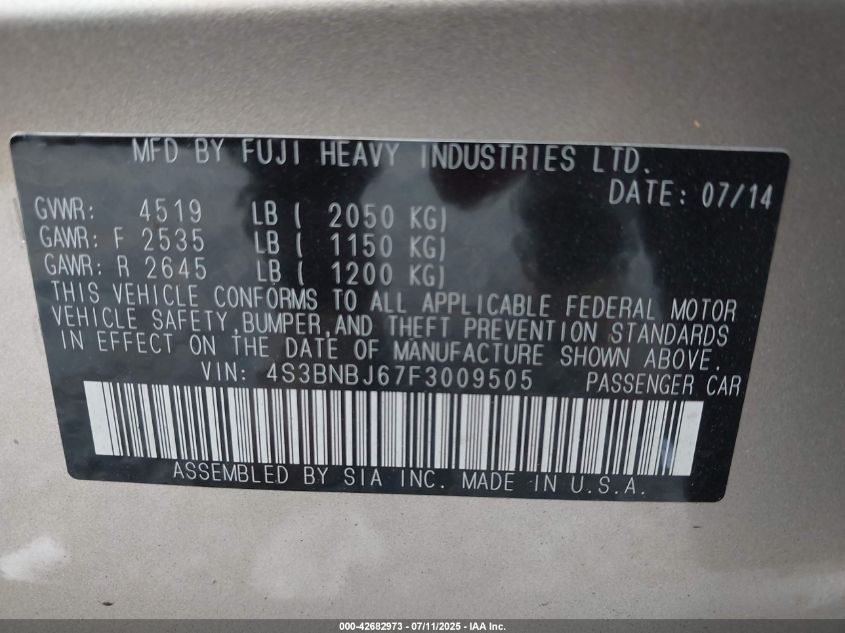 MFD BY FUJI HEAVY INDUSTRIES LTD.
DATE: 07/14
GVWR: 4519 LB ( 2050 KG)
GAWR: F 2535 LB ( 1150 KG)
GAWR: R 2645 LB ( 1200 KG)
THIS VEHICLE CONFORMS TO ALL APPLICABLE FEDERAL MOTOR
VEHICLE SAFETY,BUMPER,AND THEFT PREVENTION STANDARDS
IN EFFECT ON THE DATE OF MANUFACTURE SHOWN ABOVE.
VIN: 4S3BNBJ67F3009505 PASSENGER CAR
ASSEMBLED BY SIA INC. MADE IN U.S.A.
000-42682973 - 07/11/2025 - IAA Inc.